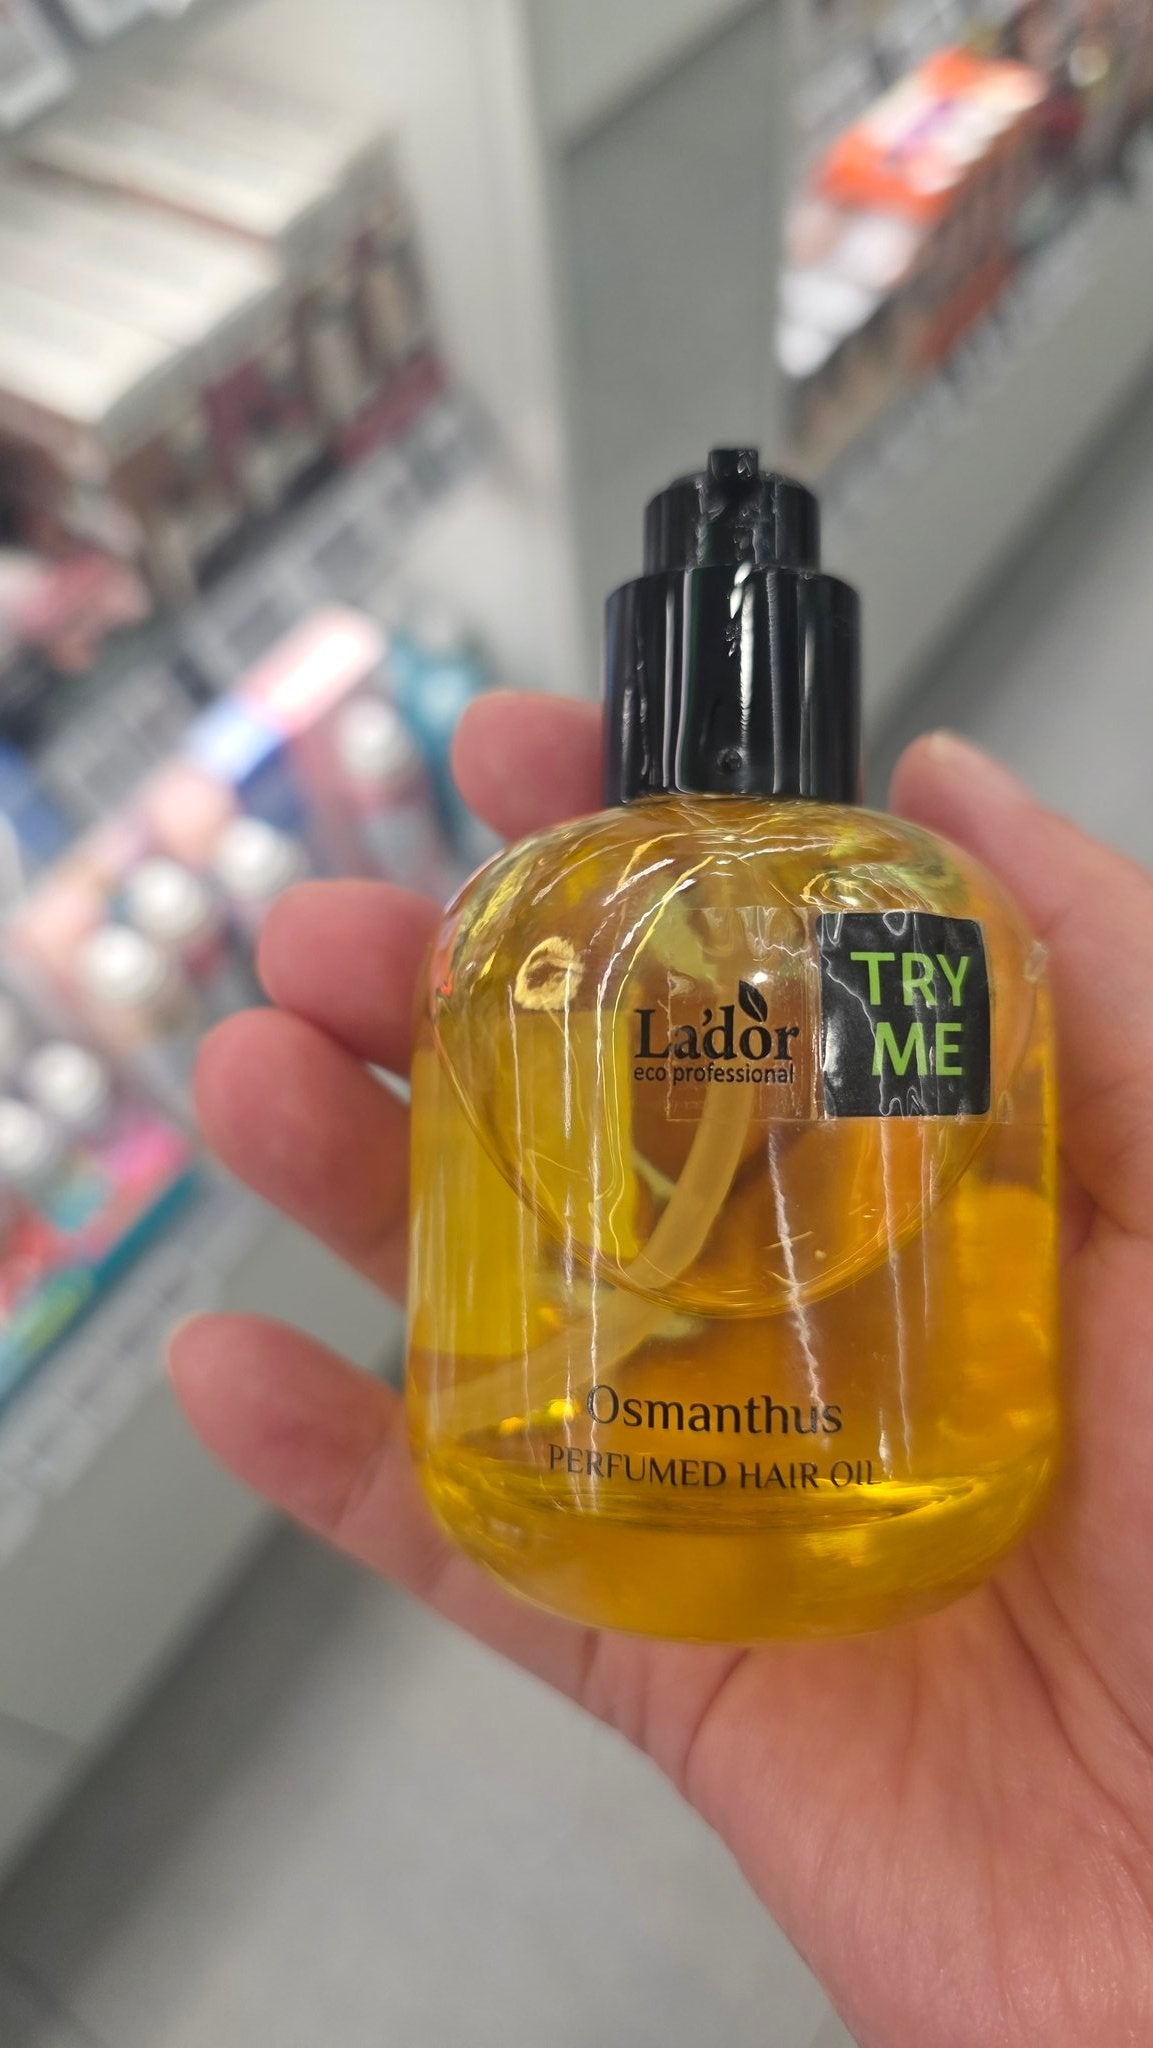 La'dor
eco professional
TRY
ME
Osmanthus
PERFUMED HAIR OIL